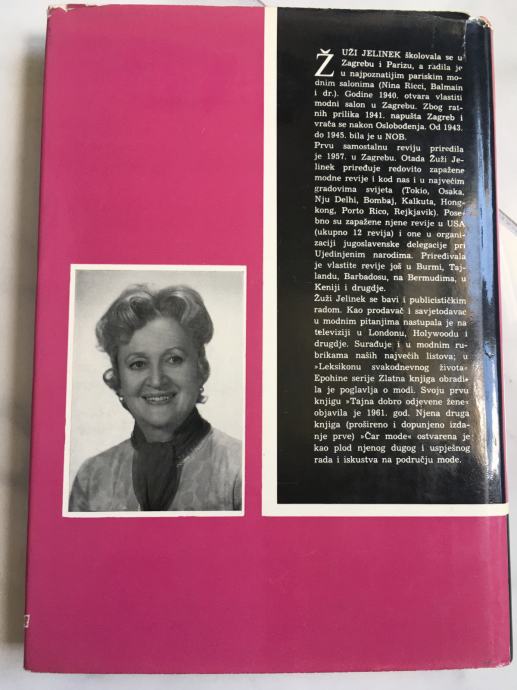 ŽUŽI JELINEK školovala se u
Zagrebu i Parizu, a radila je
u najpoznatijim pariskim mo-
dnim salonima (Nina Ricci, Balmain
i dr.). Godine 1940. otvara vlastiti
modni salon u Zagrebu. Zbog rat-
nih prilika 1941. napušta Zagreb i
vraća se nakon Oslobođenja. Od 1943.
do 1945. bila je u NOB.
Prvu samostalnu reviju priredila
je 1957. u Zagrebu. Otada Žuži Je-
linek priređuje redovito zapažene
modne revije i kod nas i u najvećim
gradovima svijeta (Tokio, Osaka,
Nju Delhi, Bombaj, Kalkuta, Hong-
kong, Porto Rico, Rejkjavik). Pose-
bno su zapažene njene revije u USA
(ukupno 12 revija) i one u organi-
zaciji jugoslavenske delegacije pri
Ujedinjenim narodima. Priređivala
je vlastite revije još u Burmi, Taj-
landu, Barbadosu, na Bermudima, u
Keniji i drugdje.
Žuži Jelinek se bavi i publicističkim
radom. Kao prodavač i savjetodavac
u modnim pitanjima nastupala je na
televiziji u Londonu, Holywoodu i
drugdje. Surađuje i u modnim ru-
brikama naših najvećih listova; u
»Leksikonu svakodnevnog života«
Epohine serije Zlatna knjiga obradi-
la je poglavlja o modi. Svoju prvu
knjigu »Tajna dobro odjevene žene«
objavila je 1961. god. Njena druga
knjiga (prošireno i dopunjeno izda-
nje prve) »Čar mode« ostvarena je
kao plod njenog dugog i uspješnog
rada i iskustva na području mode.